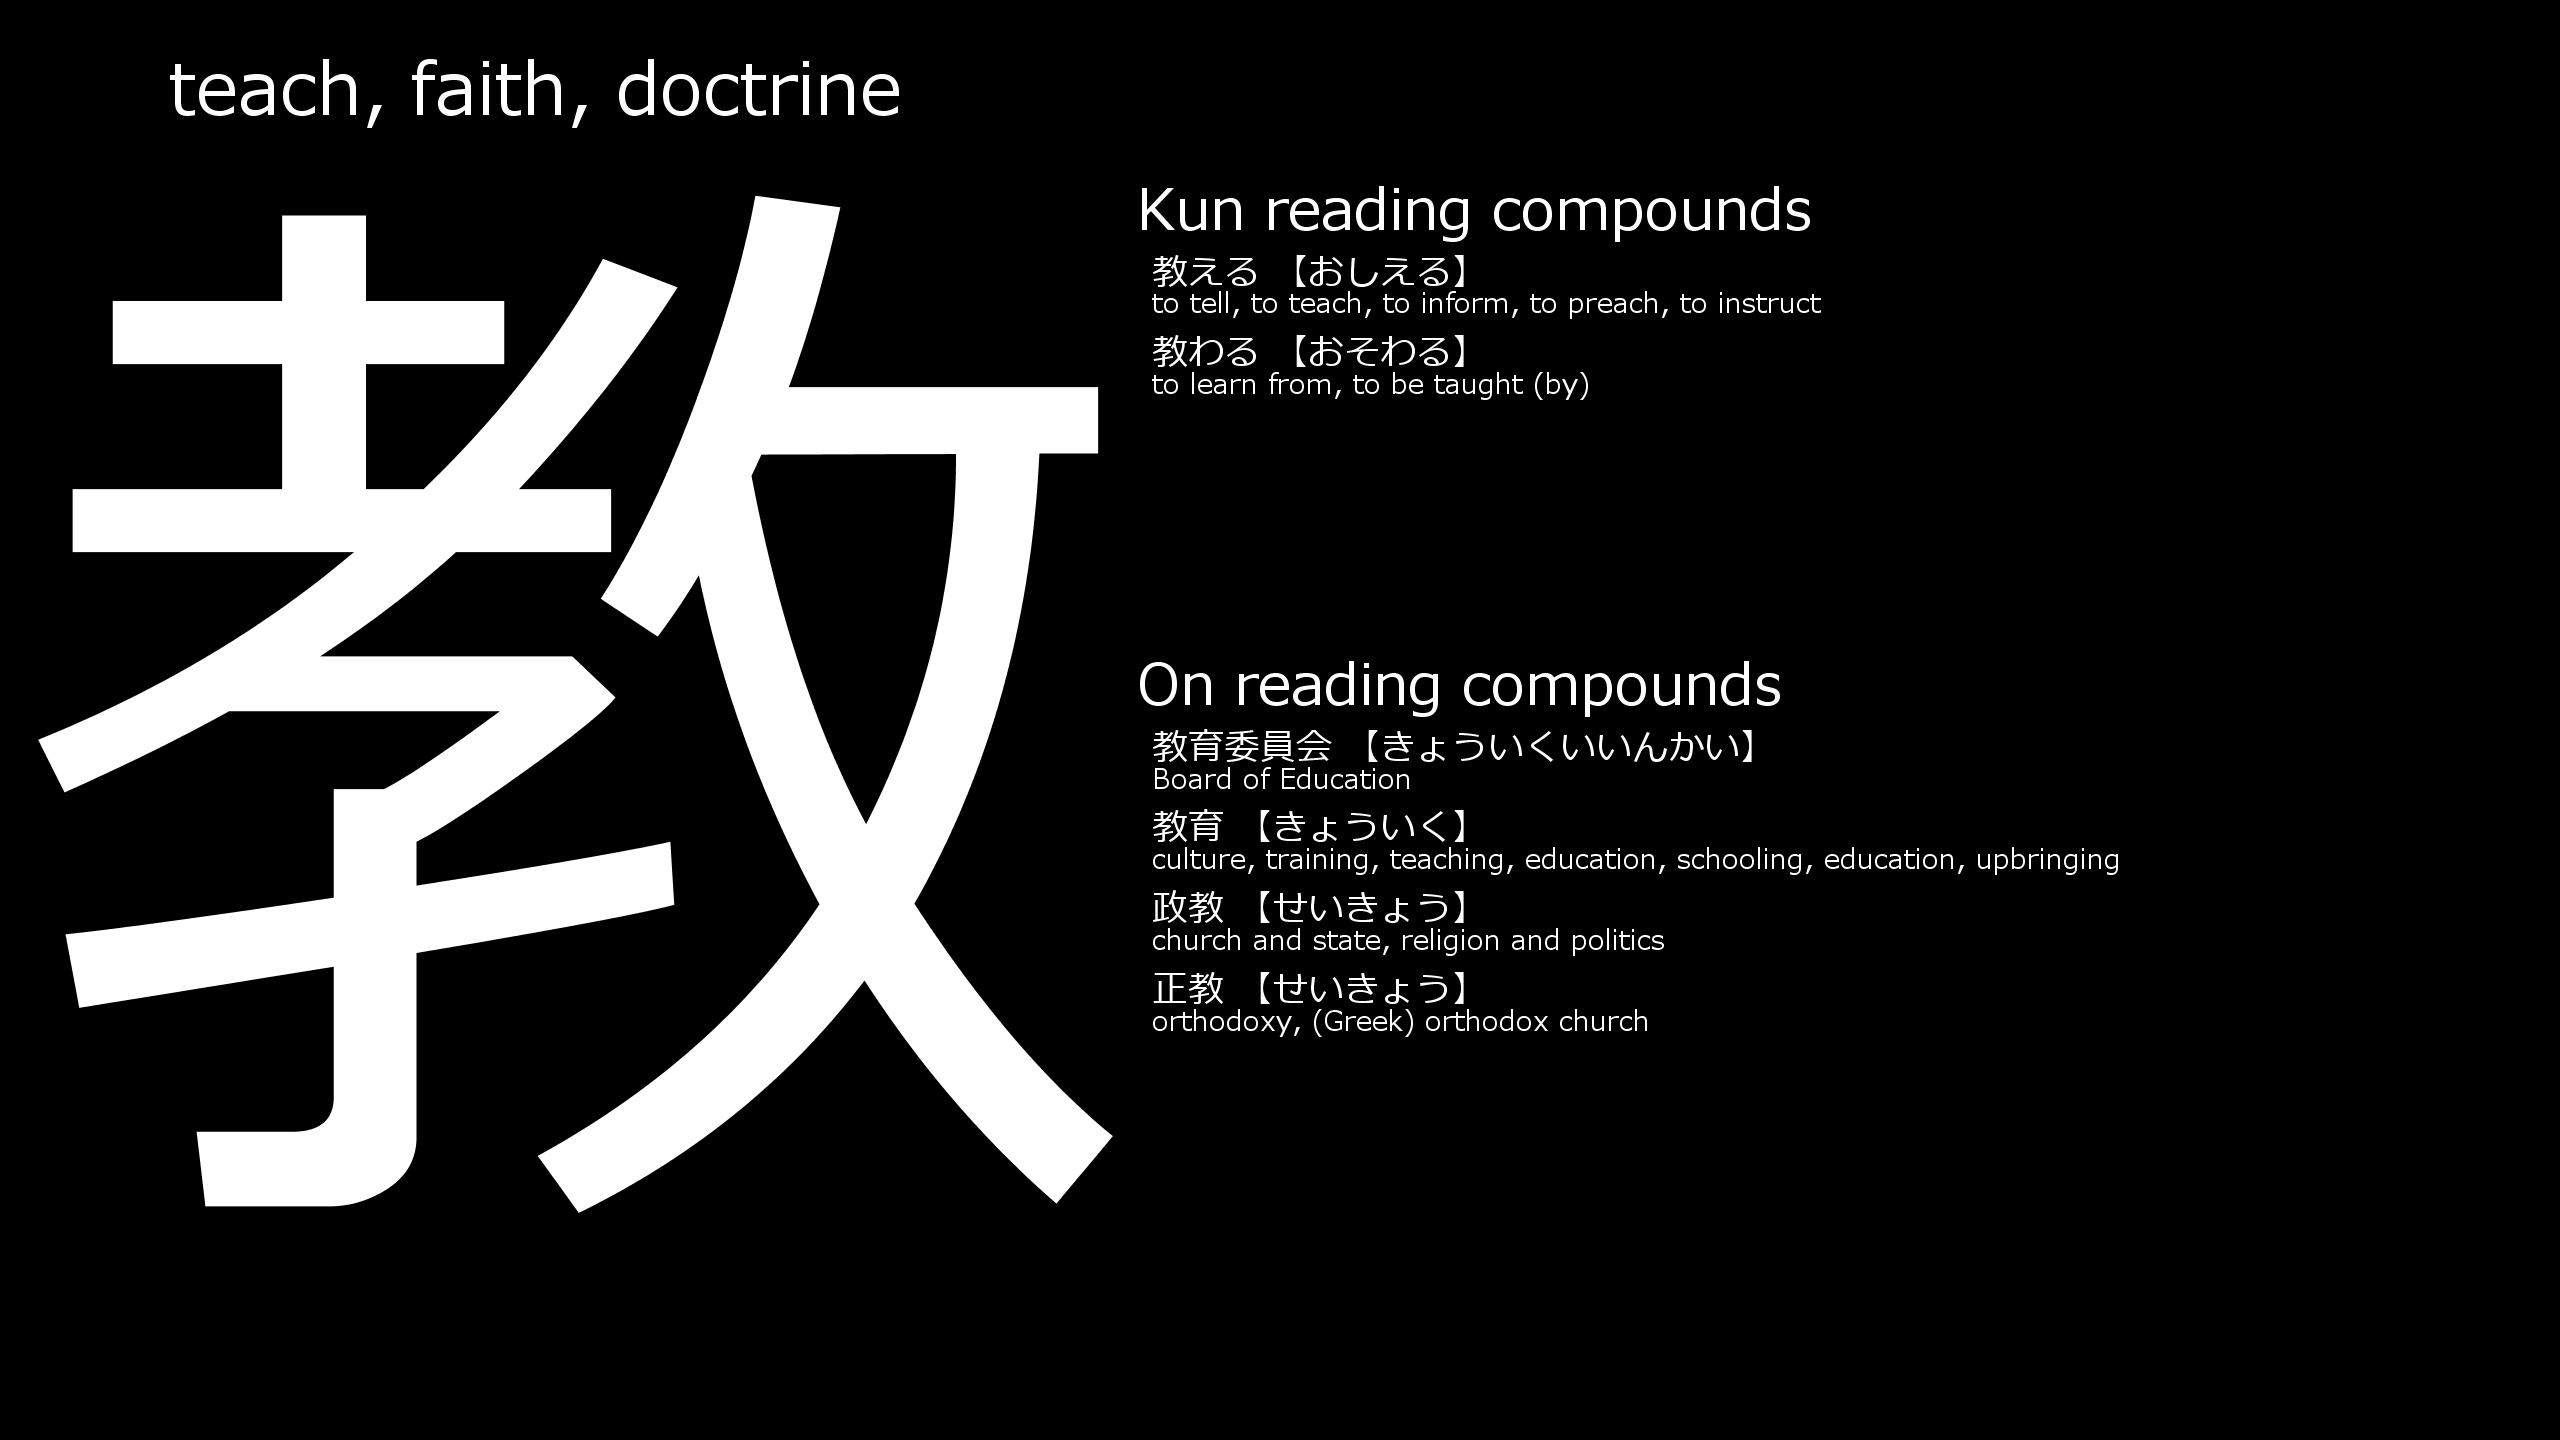 teach, faith, doctrine
教
Kun reading compounds
教える 【おしえる】
to tell, to teach, to inform, to preach, to instruct
教わる 【おそわる】
to learn from, to be taught (by)
On reading compounds
教育委員会 【きょういくいいんかい】
Board of Education
教育 【きょういく】
culture, training, teaching, education, schooling, education, upbringing
政教 【せいきょう】
church and state, religion and politics
正教 【せいきょう】
orthodoxy, (Greek) orthodox church